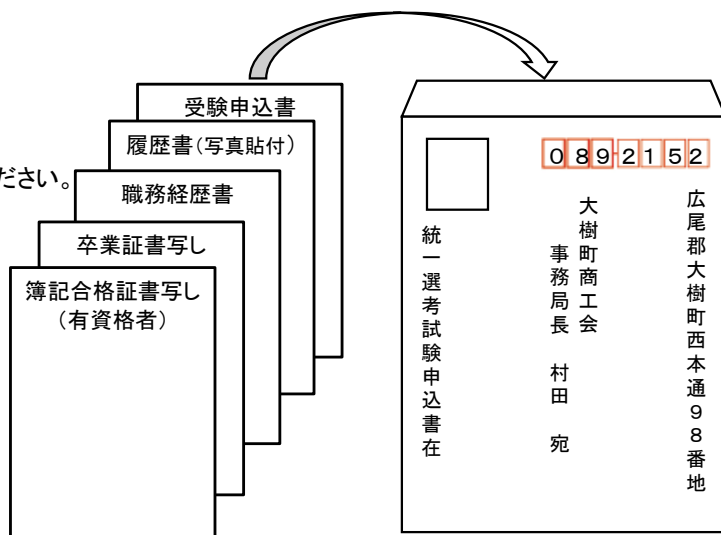 受験申込書
履歴書（写真貼付）
ださい。
職務経歴書
卒業証書写し
簿記合格証書写し
（有資格者）
０８９-２１５２
広尾郡大樹町西本通９８番地
大樹町商工会
事務局長　村田　宛
統一選考試験申込書在